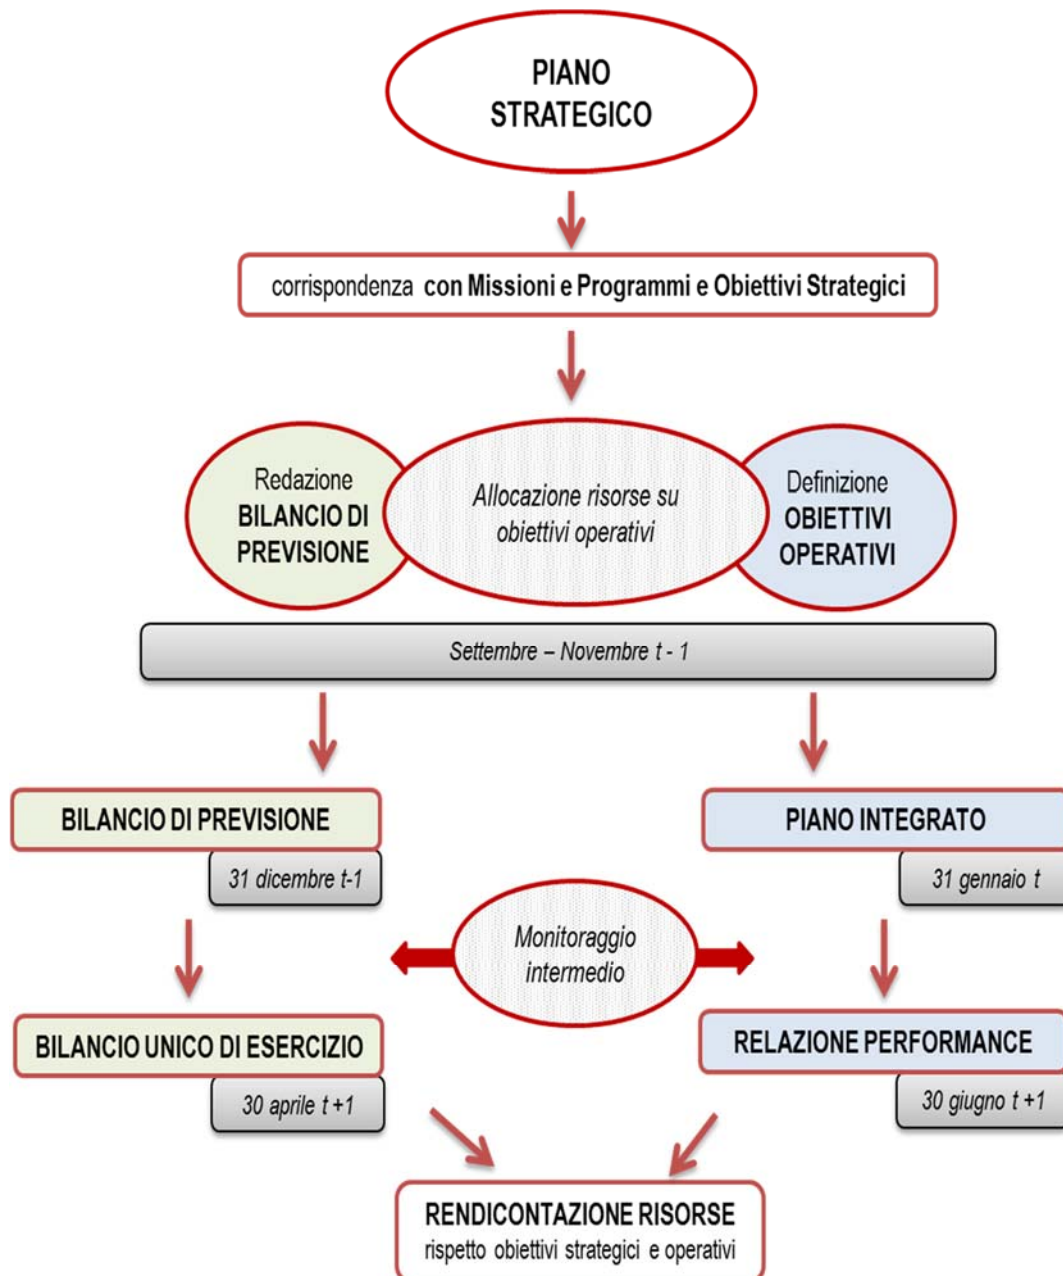 PIANO
STRATEGICO
corrispondenza con Missioni e Programmi e Obiettivi Strategici
Redazione
BILANCIO DI
PREVISIONE
Allocazione risorse su
obiettivi operativi
Definizione
OBIETTIVI
OPERATIVI
Settembre – Novembre t - 1
BILANCIO DI PREVISIONE
31 dicembre t-1
PIANO INTEGRATO
31 gennaio t
Monitoraggio
intermedio
BILANCIO UNICO DI ESERCIZIO
30 aprile t +1
RELAZIONE PERFORMANCE
30 giugno t +1
RENDICONTAZIONE RISORSE
rispetto obiettivi strategici e operativi